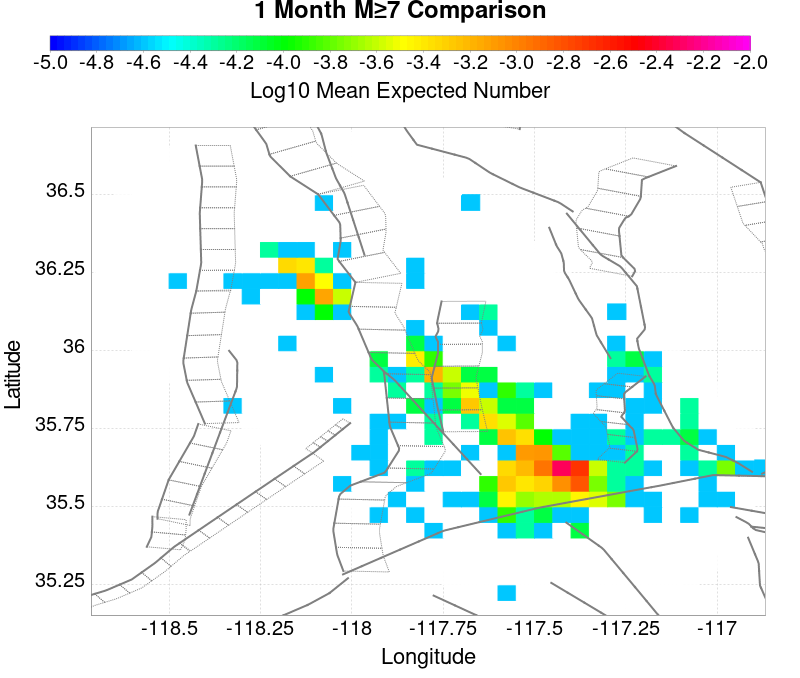 1 Month M≥7 Comparison
-5.0 -4.8 -4.6 -4.4 -4.2 -4.0 -3.8 -3.6 -3.4 -3.2 -3.0 -2.8 -2.6 -2.4 -2.2 -2.0
Log10 Mean Expected Number
36.5
36.25
36
35.75
35.5
35.25
Latitude
-118.5 -118.25 -118 -117.75 -117.5 -117.25 -117
Longitude